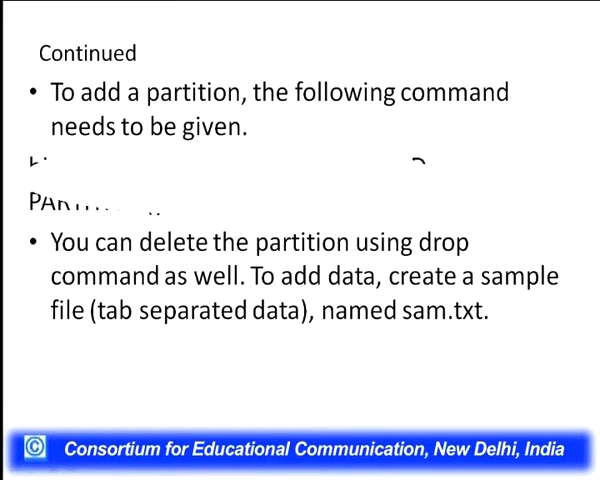 Continued
• To add a partition, the following command
needs to be given.
• You can delete the partition using drop
command as well. To add data, create a sample
file (tab separated data), named sam.txt.
© Consortium for Educational Communication, New Delhi, India